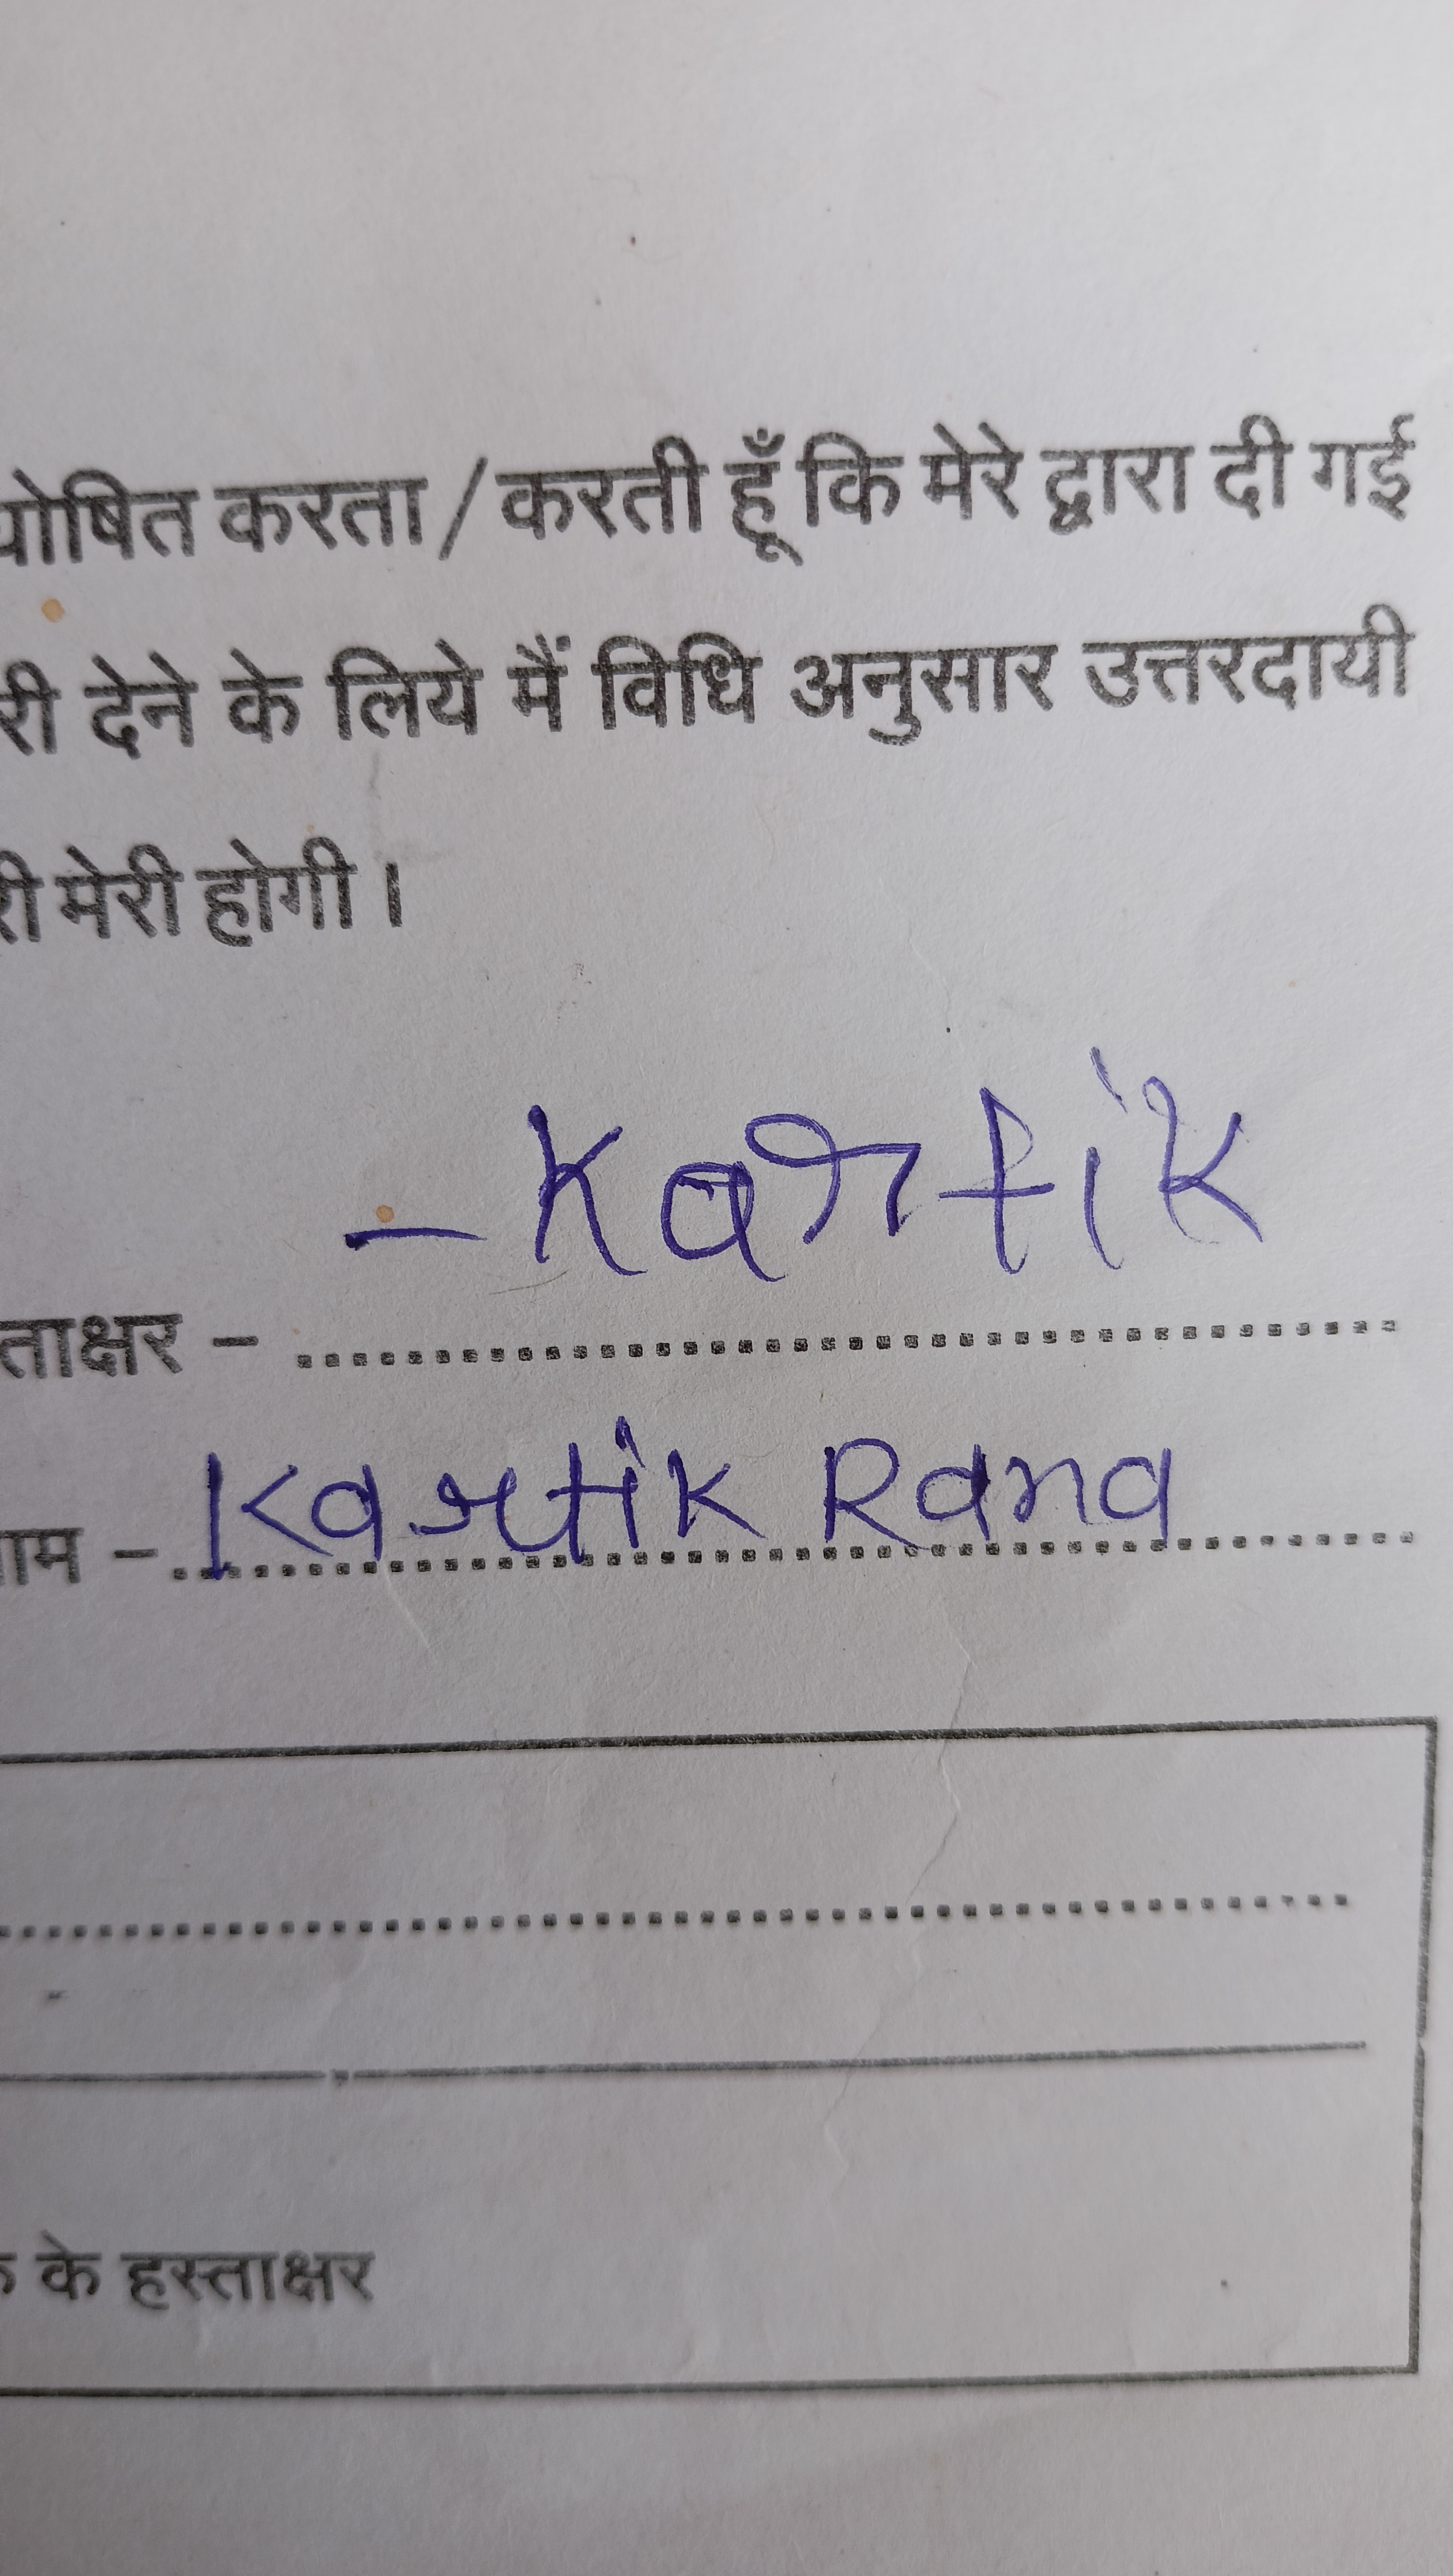 घोषित करता / करती हूँ कि मेरे द्वारा दी गई
री देने के लिये मैं विधि अनुसार उत्तरदायी
री मेरी होगी।
- Kartik
ताक्षर -
नाम - Kartik Rana
के हस्ताक्षर